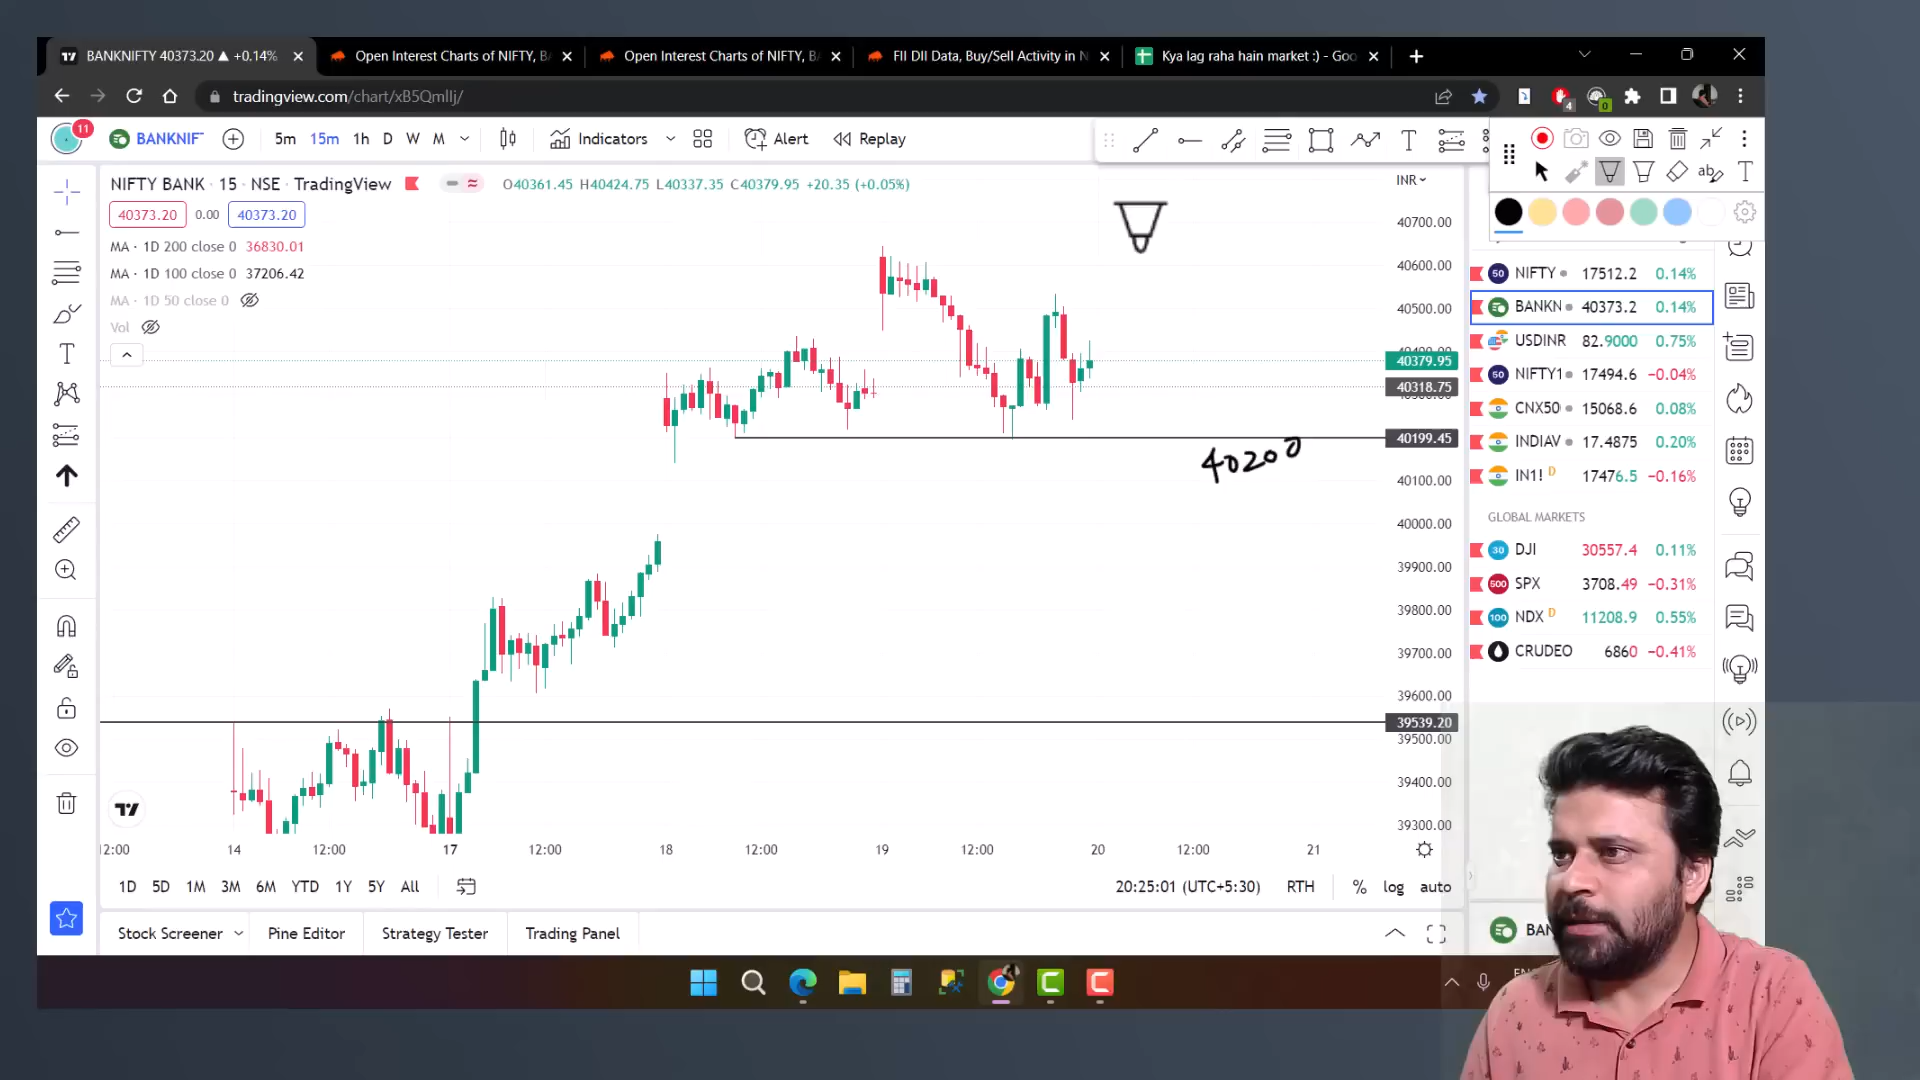 BANKNIFTY 40373.20 ▲ +0.14%
Open Interest Charts of NIFTY, B
Open Interest Charts of NIFTY, B
FII DII Data, Buy/Sell Activity in N
Kya lag raha hain market :) - Goo
tradingview.com/chart/xB5QmlIj/
4
0
11
BANKNIF
5m 15m 1h D W M
Indicators
Alert
Replay
NIFTY BANK · 15 · NSE · TradingView
O40361.45 H40424.75 L40337.35 C40379.95 +20.35 (+0.05%)
INR
40373.20 0.00 40373.20
MA · 1D 200 close 0 36830.01
MA · 1D 100 close 0 37206.42
MA · 1D 50 close 0
Vol
40700.00
40600.00
40500.00
40379.95
40318.75
40199.45
40200
40100.00
40000.00
39900.00
39800.00
39700.00
39600.00
39539.20
39500.00
39400.00
39300.00
12:00 14 12:00 17 12:00 18 12:00 19 12:00 20 12:00 21
1D 5D 1M 3M 6M YTD 1Y 5Y All
20:25:01 (UTC+5:30) RTH % log auto
Stock Screener
Pine Editor
Strategy Tester
Trading Panel
50 NIFTY 17512.2 0.14%
BANKN 40373.2 0.14%
USDINR 82.9000 0.75%
50 NIFTY1 17494.6 −0.04%
CNX50 15068.6 0.08%
INDIAV 17.4875 0.20%
IN1! D 17476.5 −0.16%
GLOBAL MARKETS
30 DJI 30557.4 0.11%
500 SPX 3708.49 −0.31%
100 NDX D 11208.9 0.55%
CRUDEO 6860 −0.41%